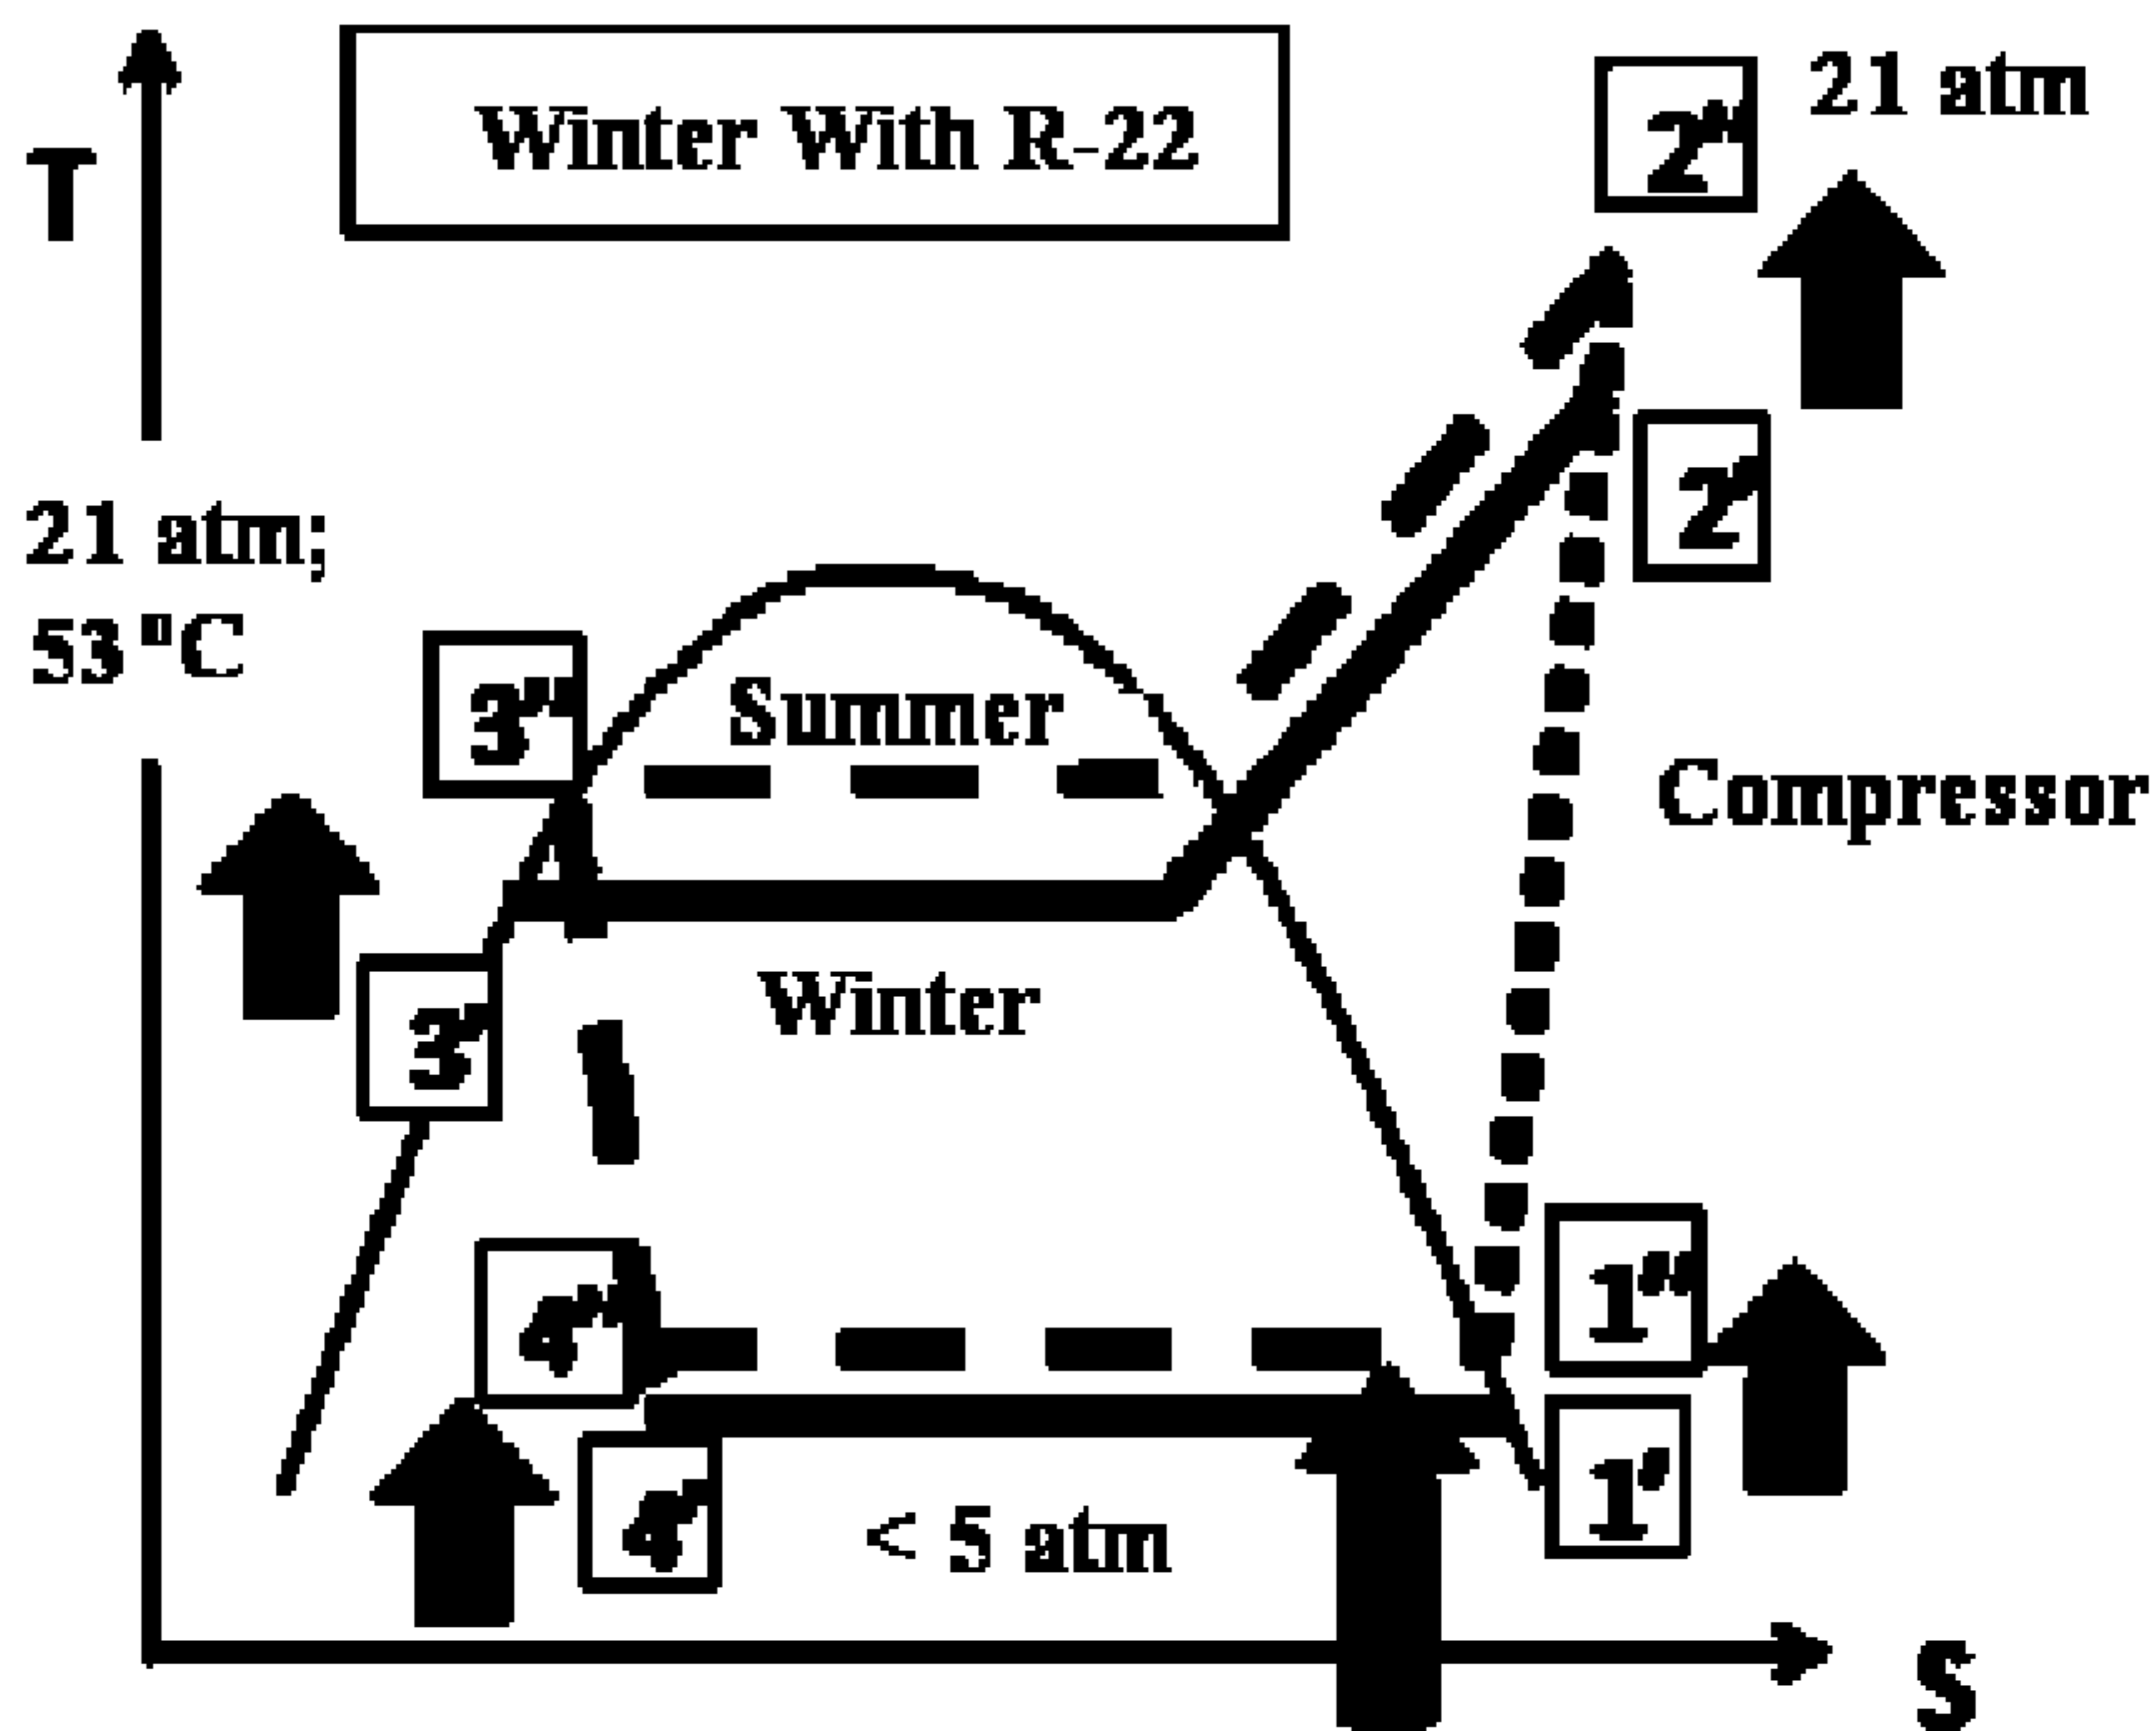 Winter With R-22
21 atm
2"
T
2'
21 atm;
53 ºC
3"
Summer
Compressor
3'
Winter
4"
1"
4'
1'
< 5 atm
S